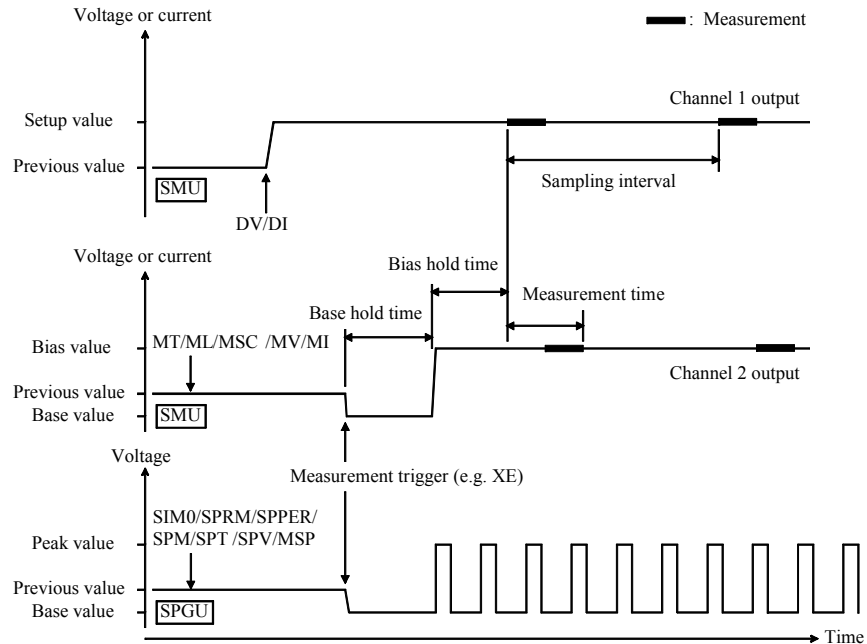 Voltage or current
: Measurement
Setup value
Channel 1 output
Previous value
Sampling interval
SMU
DV/DI
Voltage or current
Bias hold time
Base hold time
Measurement time
MT/ML/MSC /MV/MI
Bias value
Channel 2 output
Previous value
Base value
SMU
Voltage
Measurement trigger (e.g. XE)
SIM0/SPRM/SPPER/
SPM/SPT /SPV/MSP
Peak value
Previous value
Base value
SPGU
Time